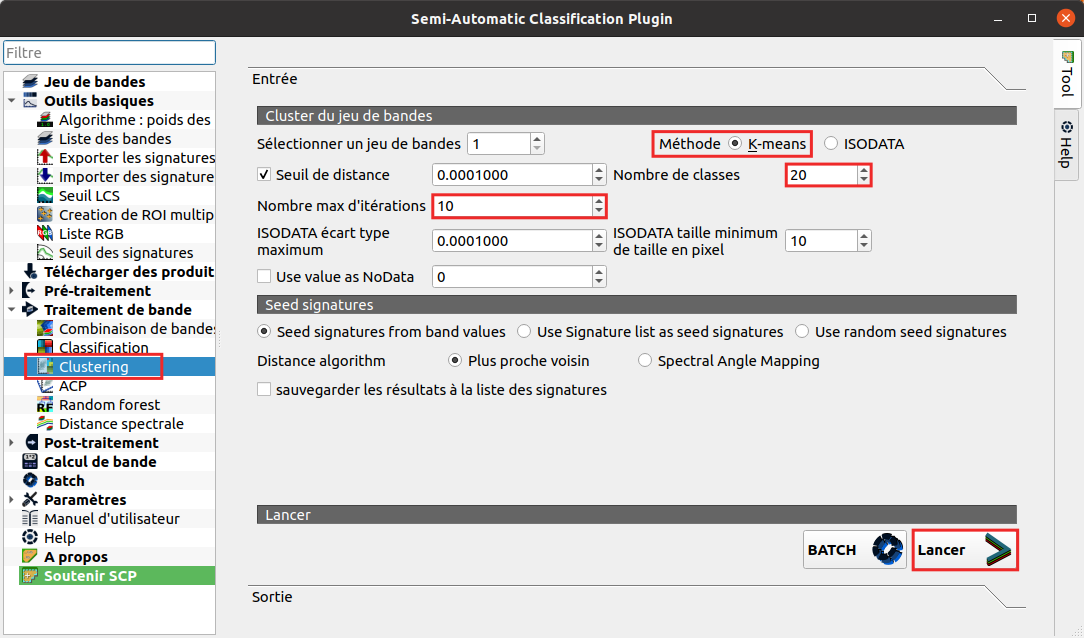 Semi-Automatic Classification Plugin
Filtre
Jeu de bandes
Outils basiques
Algorithme : poids des
Liste des bandes
Exporter les signatures
Importer des signature
Seuil LCS
Creation de ROI multip
RGB Liste RGB
Seuil des signatures
Télécharger des produit
Pré-traitement
Traitement de bande
Combinaison de bandes
Classification
Clustering
ACP
RF Random forest
Distance spectrale
Post-traitement
Calcul de bande
Batch
Paramètres
Manuel d'utilisateur
Help
A propos
Soutenir SCP
Entrée
Cluster du jeu de bandes
Sélectionner un jeu de bandes 1 Méthode K-means ISODATA
Seuil de distance 0.0001000 Nombre de classes 20
Nombre max d'itérations 10
ISODATA écart type maximum 0.0001000 ISODATA taille minimum de taille en pixel 10
Use value as NoData 0
Seed signatures
Seed signatures from band values Use Signature list as seed signatures Use random seed signatures
Distance algorithm Plus proche voisin Spectral Angle Mapping
sauvegarder les résultats à la liste des signatures
Lancer
BATCH Lancer
Sortie
Tool
Help